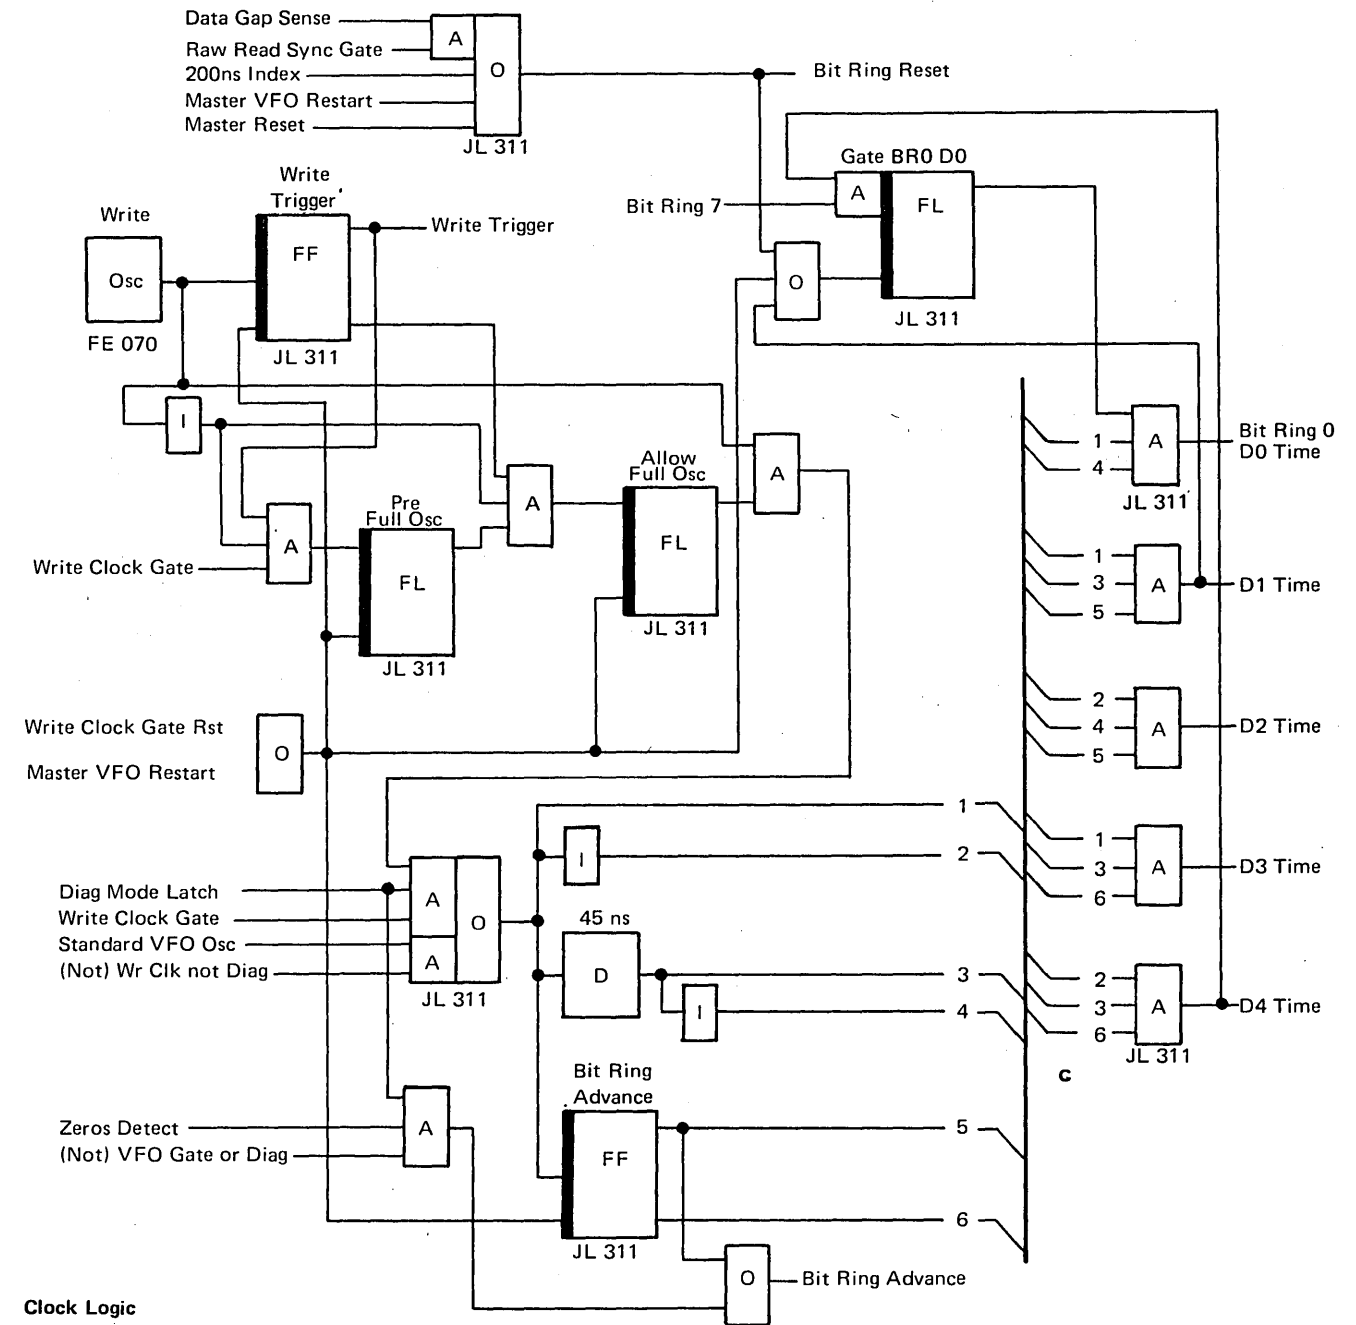 Data Gap Sense
Raw Read Sync Gate
200ns Index
Master VFO Restart
Master Reset
A
O
JL 311
Bit Ring Reset
Gate BR0 D0
Bit Ring 7
A
FL
JL 311
O
Write
Osc
FE 070
Write
Trigger
FF
JL 311
Write Trigger
I
A
Write Clock Gate
Pre
Full Osc
FL
JL 311
A
Allow
Full Osc
FL
JL 311
A
Write Clock Gate Rst
Master VFO Restart
O
Diag Mode Latch
Write Clock Gate
Standard VFO Osc
(Not) Wr Clk not Diag
A
A
O
JL 311
I
45 ns
D
I
1
2
3
4
5
6
Zeros Detect
(Not) VFO Gate or Diag
A
Bit Ring
Advance
FF
JL 311
O
Bit Ring Advance
1
4
A
JL 311
Bit Ring 0
D0 Time
1
3
5
A
D1 Time
2
4
5
A
D2 Time
1
3
6
A
D3 Time
2
3
6
A
JL 311
D4 Time
C
Clock Logic